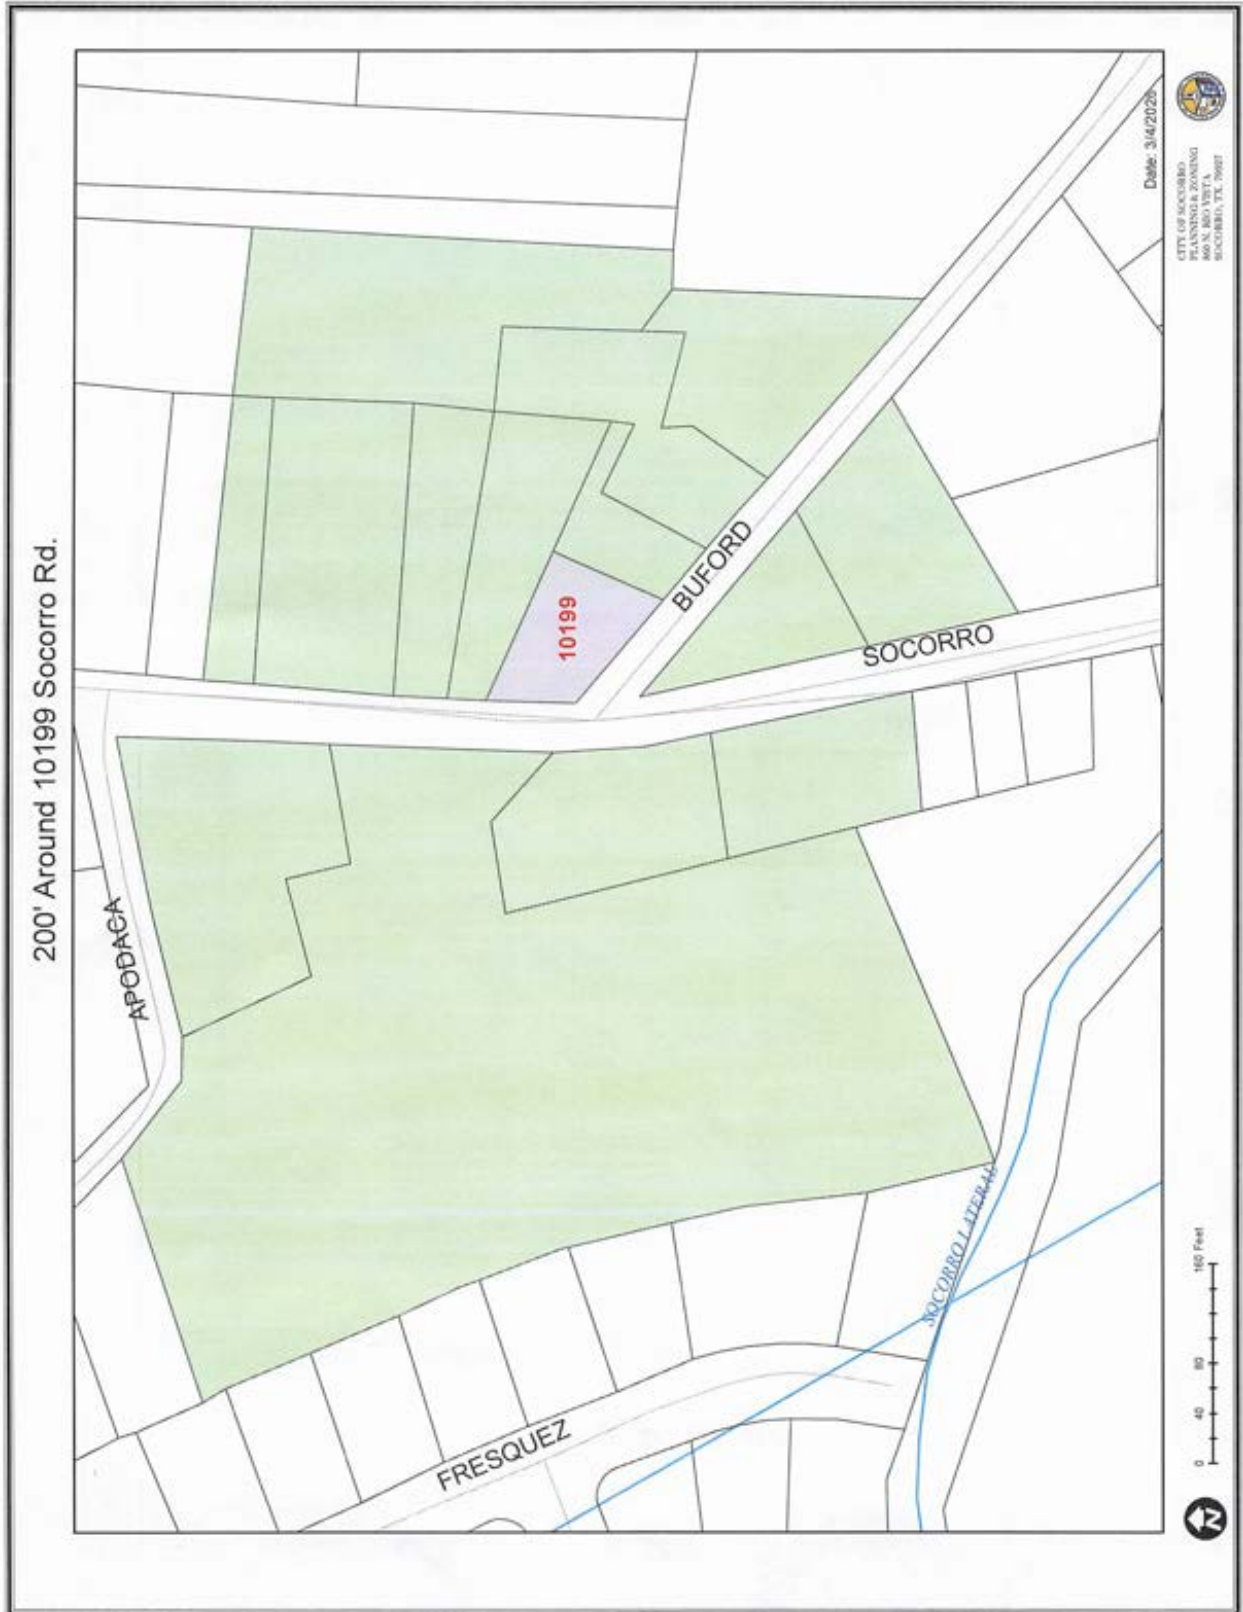 200' Around 10199 Socorro Rd.
APODACA
10199
BUFORD
SOCORRO
FRESQUEZ
SOCORRO LATERAL
Date: 3/4/2020
CITY OF SOCORRO
PLANNING & ZONING
860 N. RIO VISTA
SOCORRO, TX. 79927
0 40 80 160 Feet
N